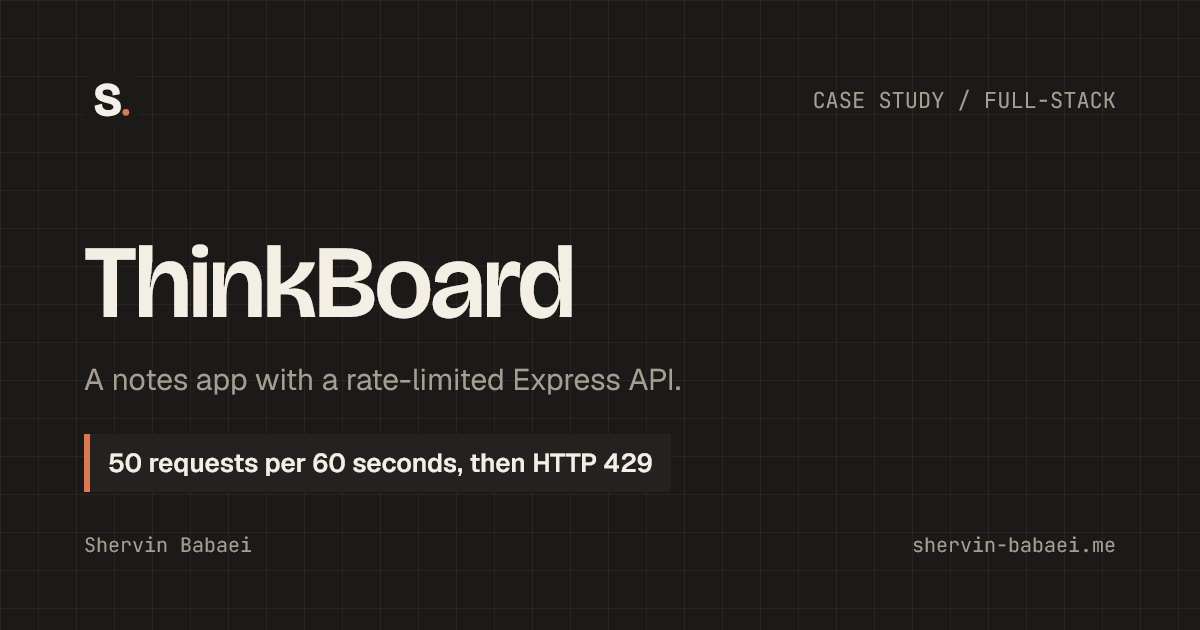 S.
CASE STUDY / FULL-STACK
ThinkBoard
A notes app with a rate-limited Express API.
50 requests per 60 seconds, then HTTP 429
Shervin Babaei
shervin-babaei.me